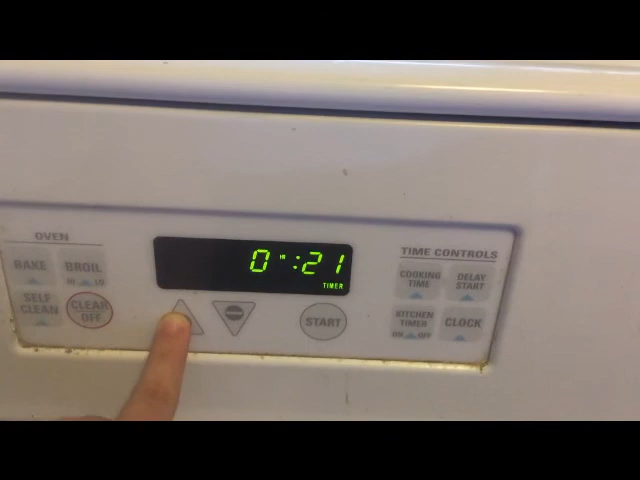 OVEN
BAKE
BROIL
HI LO
SELF
CLEAN
CLEAR
OFF
0 HR :21
TIMER
START
TIME CONTROLS
COOKING
TIME
DELAY
START
KITCHEN
TIMER
ON OFF
CLOCK